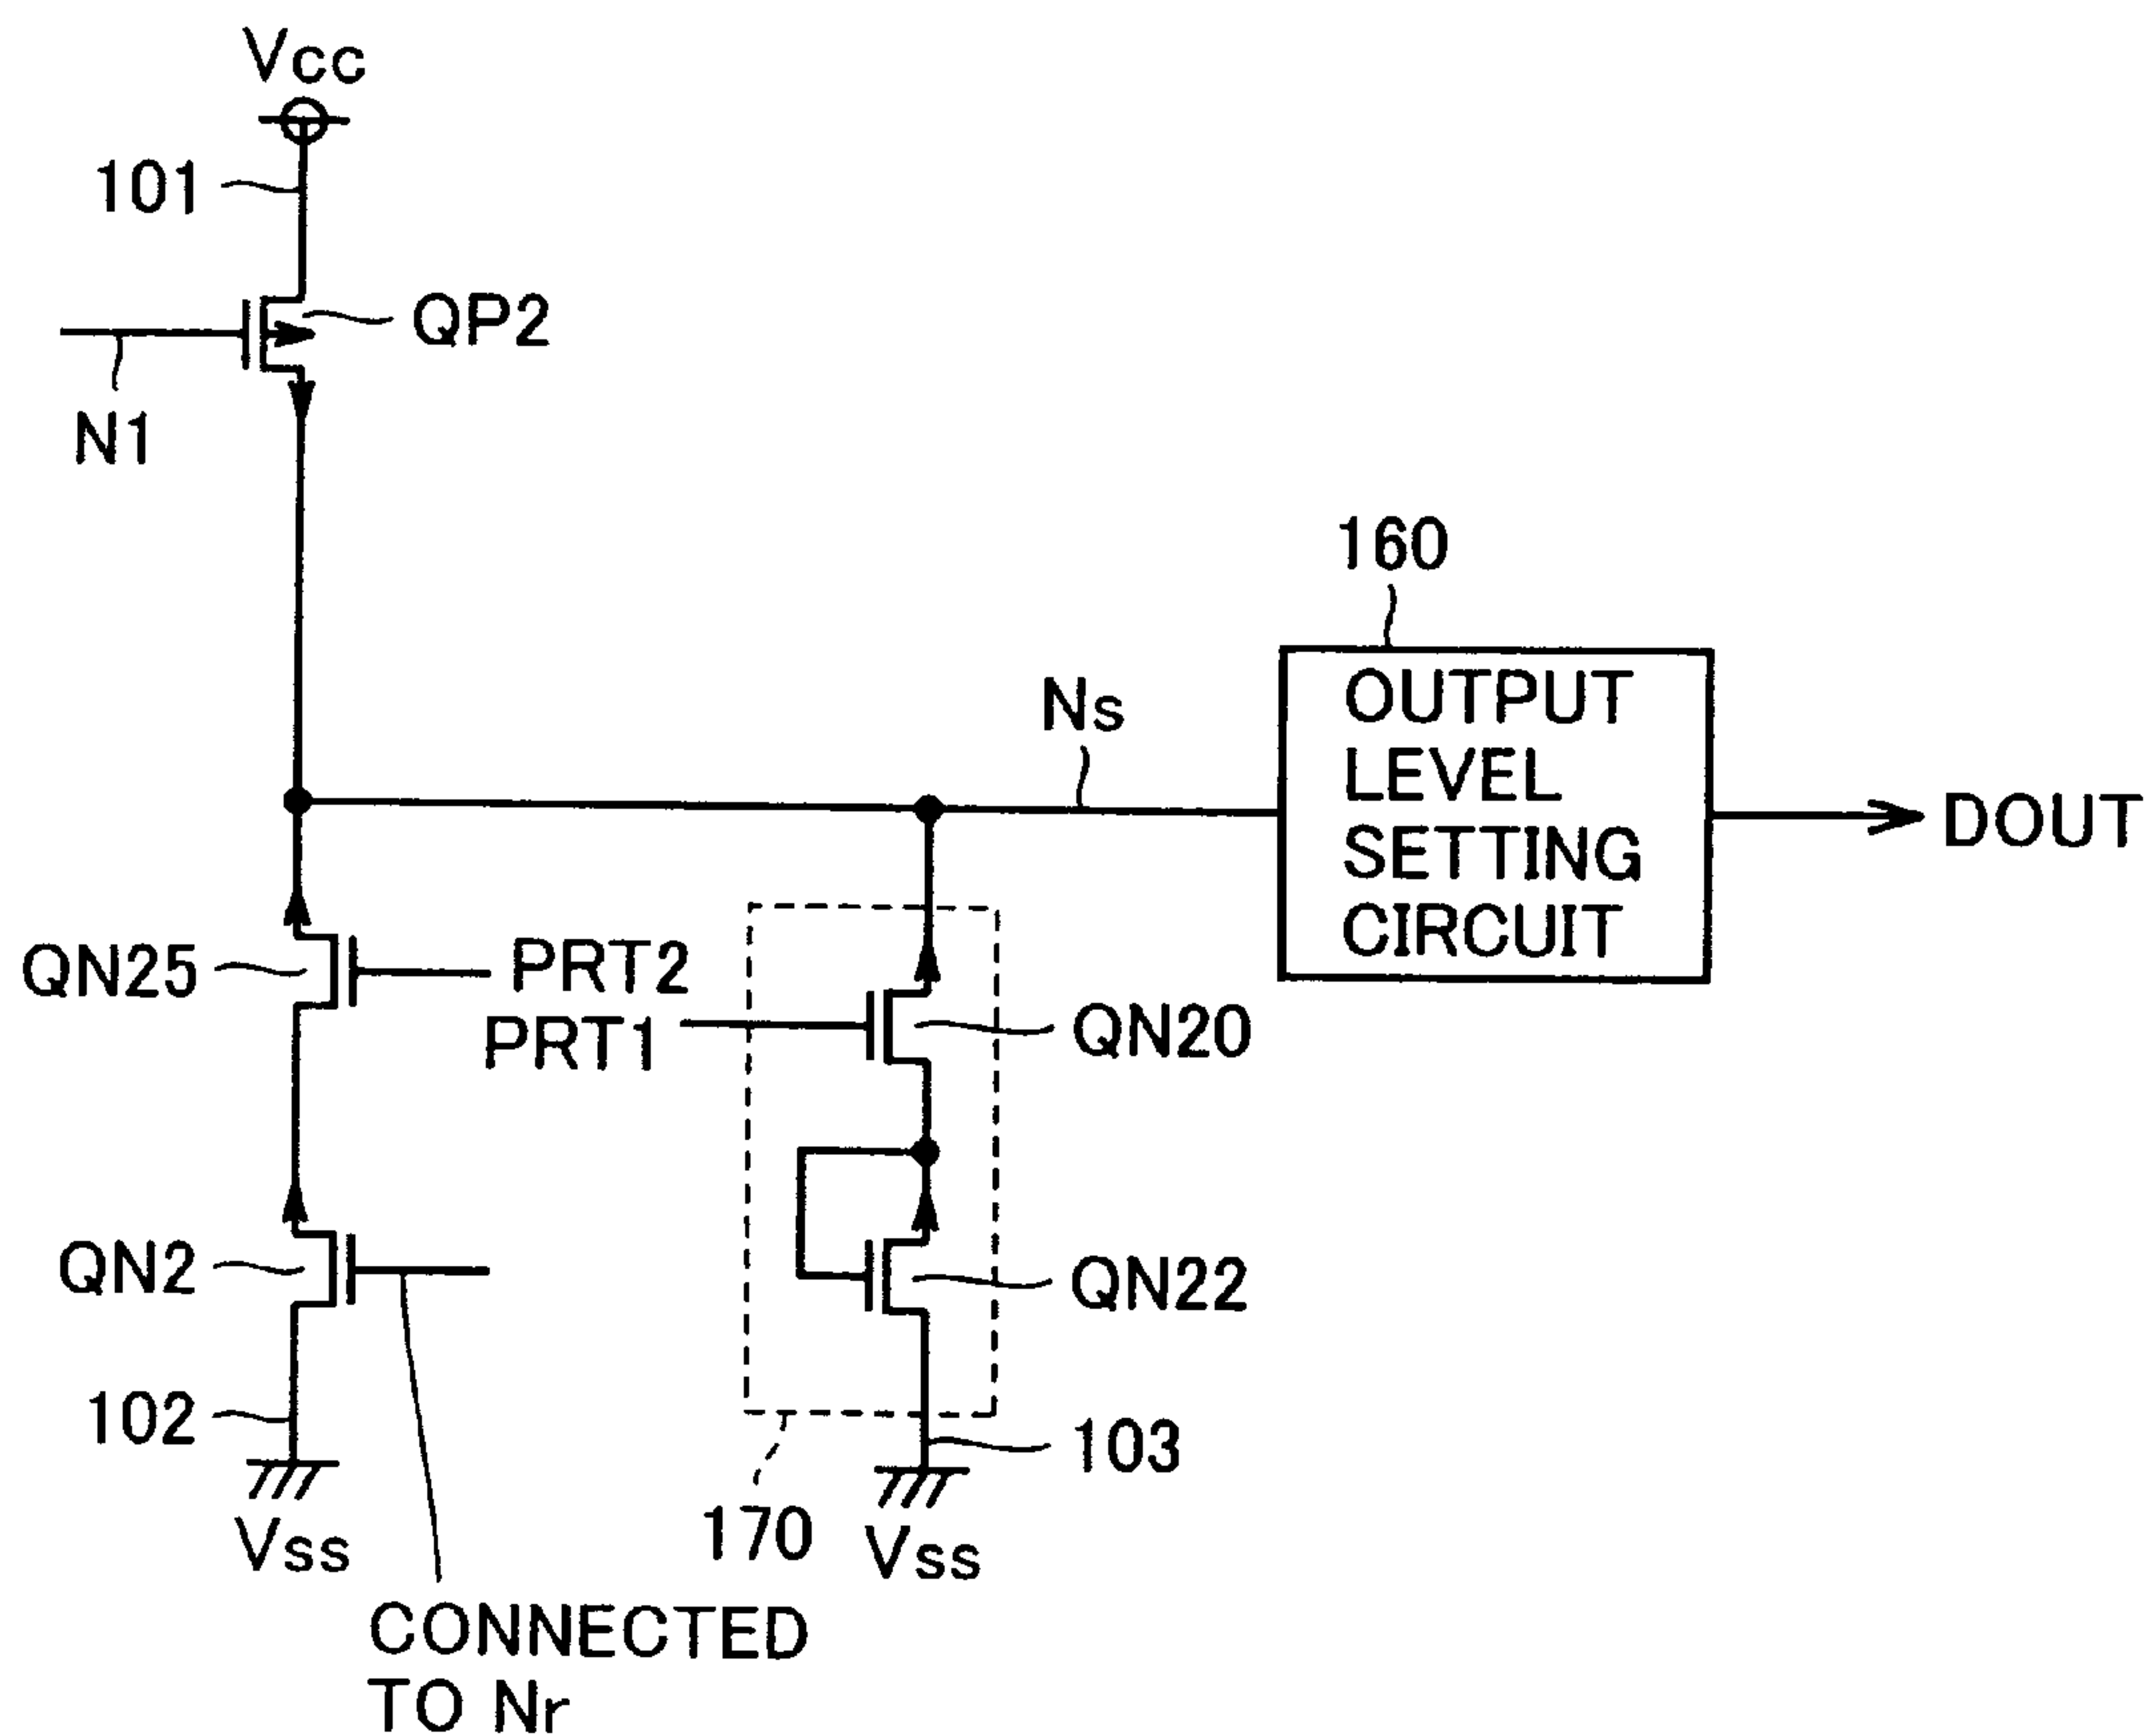 Vcc
101
QP2
N1
160
Ns
OUTPUT
LEVEL
SETTING
CIRCUIT
DOUT
QN25
PRT2
PRT1
QN20
QN2
QN22
102
103
Vss
170
Vss
CONNECTED
TO Nr